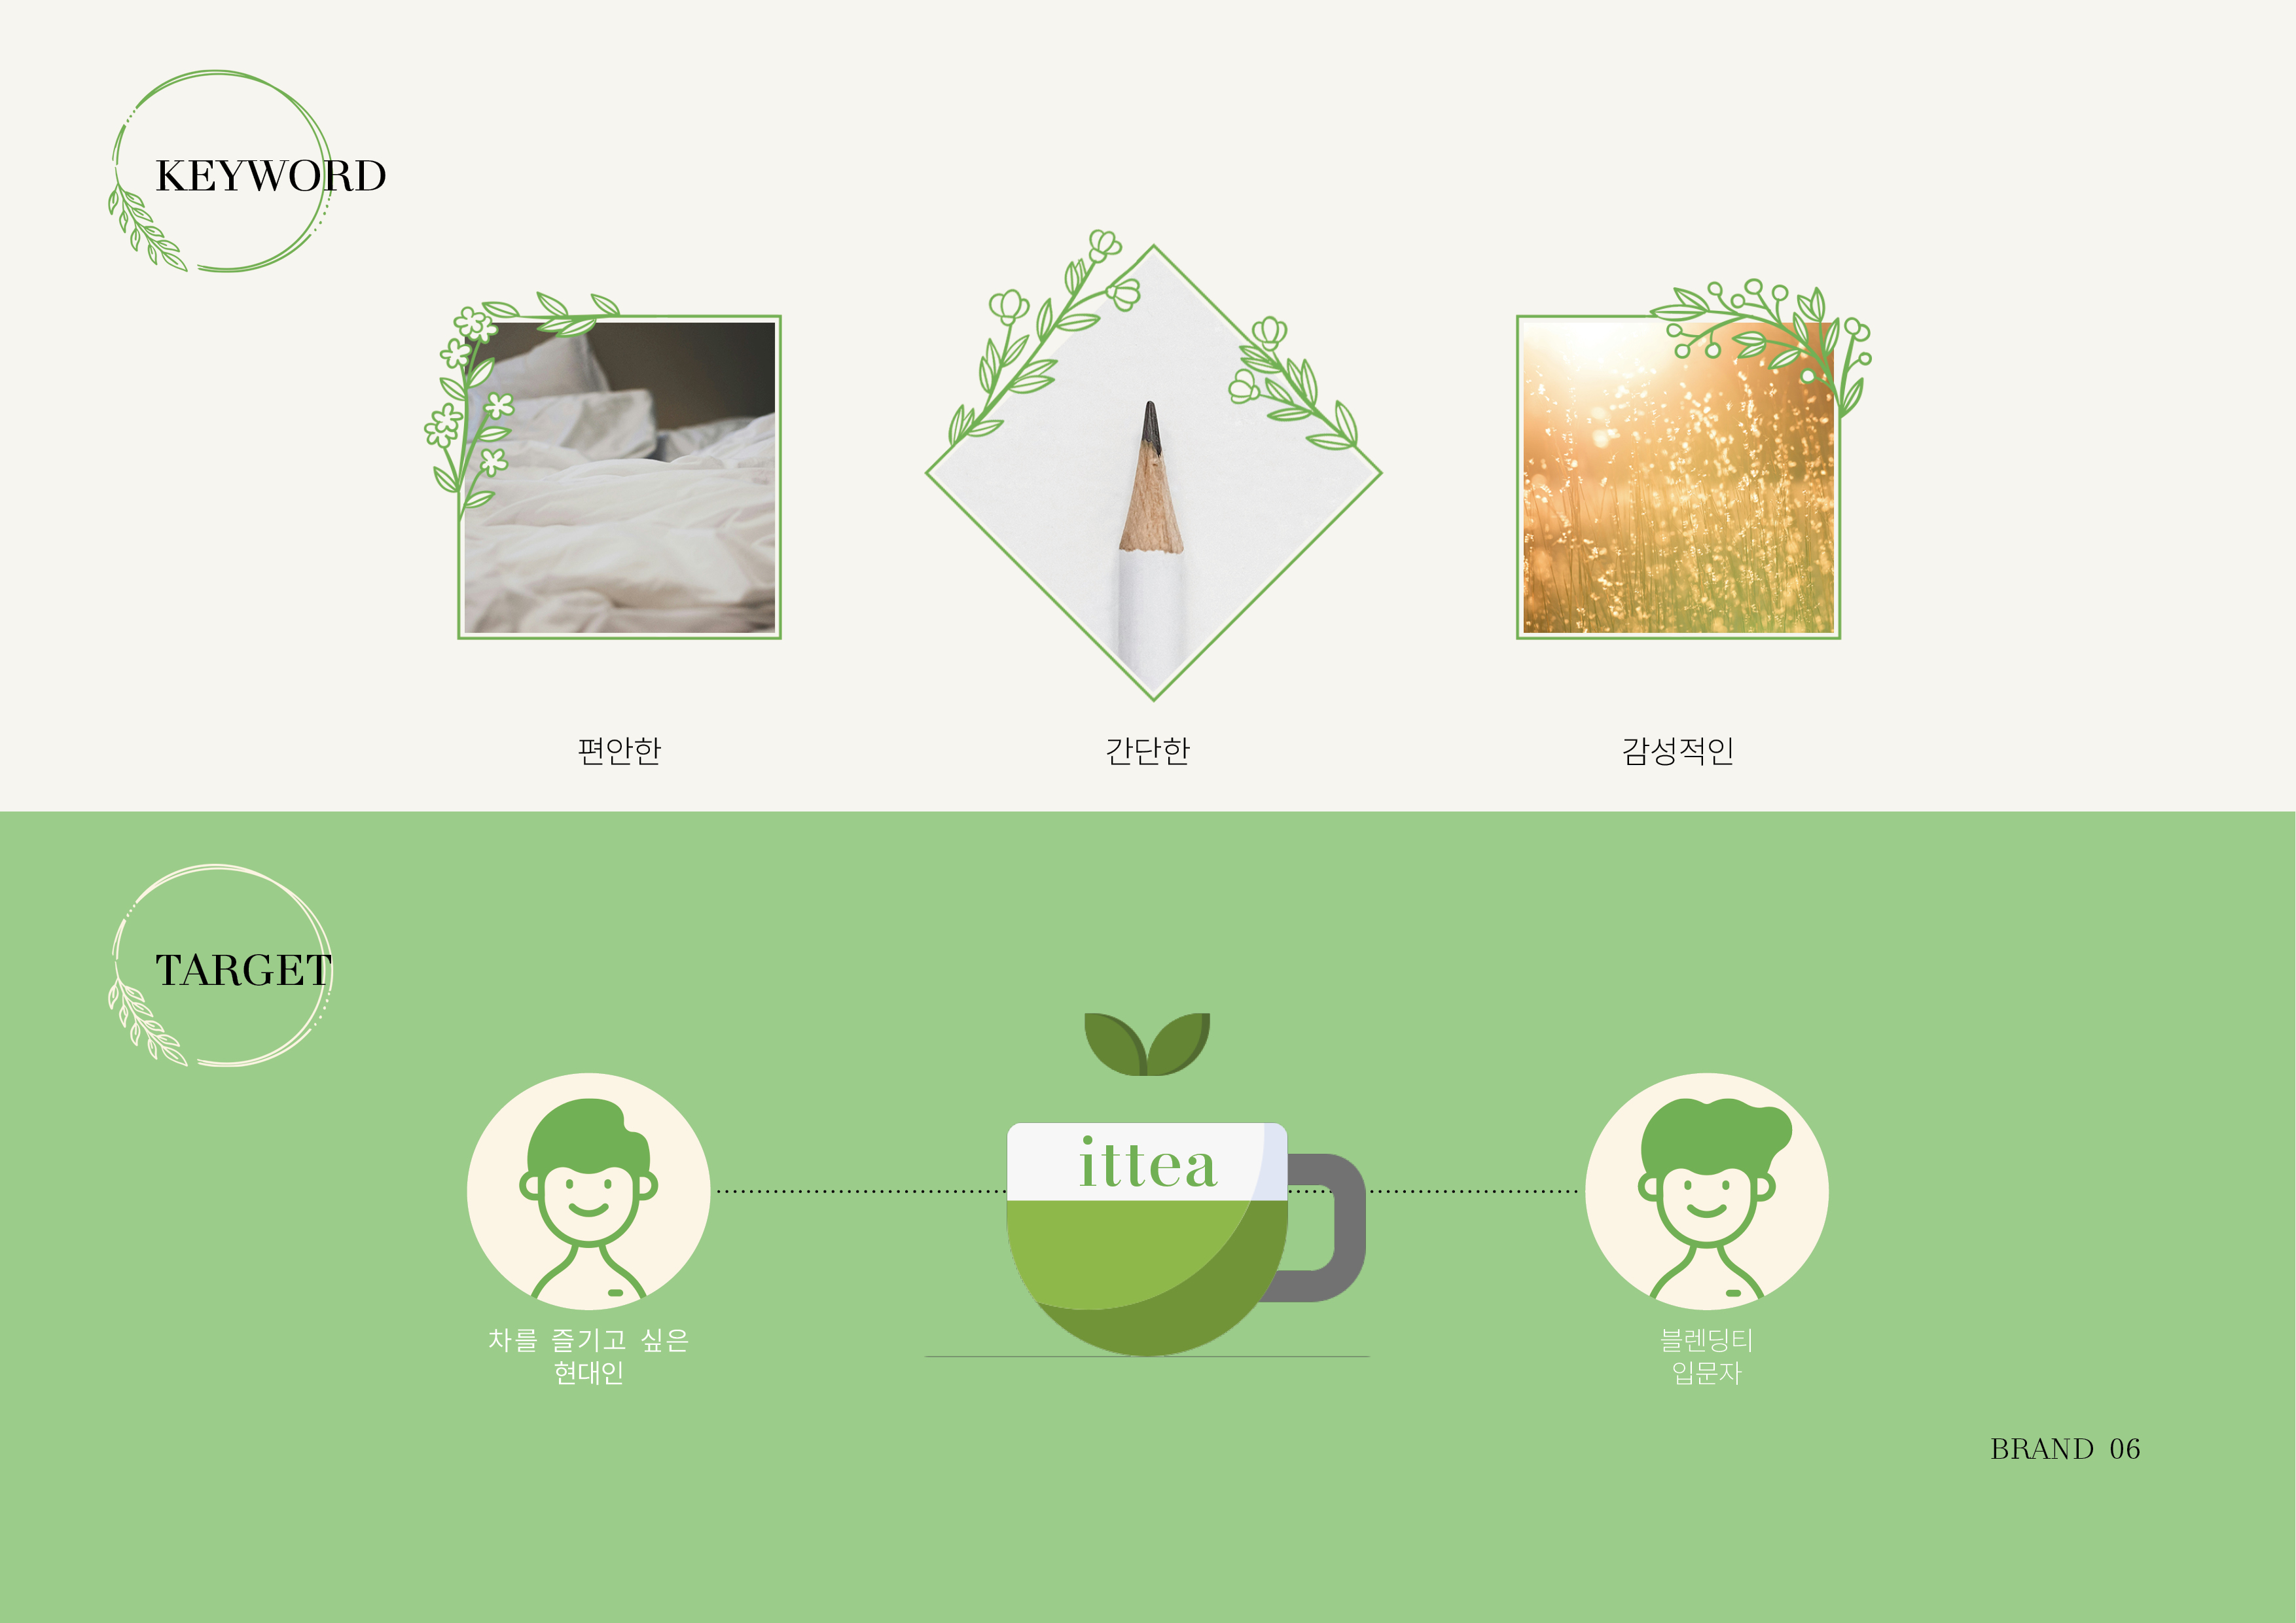 KEYWORD
편안한
간단한
감성적인
TARGET
ittea
차를 즐기고 싶은
현대인
블렌딩티
입문자
BRAND 06